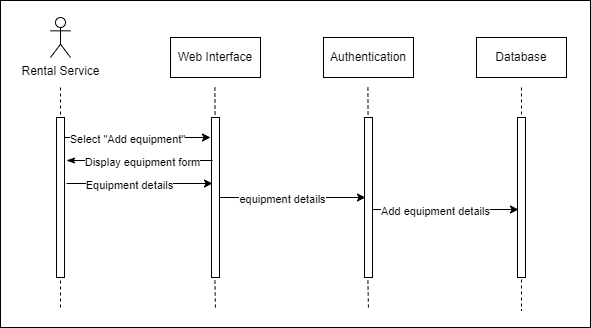 Rental Service
Web Interface
Authentication
Database
Select "Add equipment"
Display equipment form
Equipment details
equipment details
Add equipment details